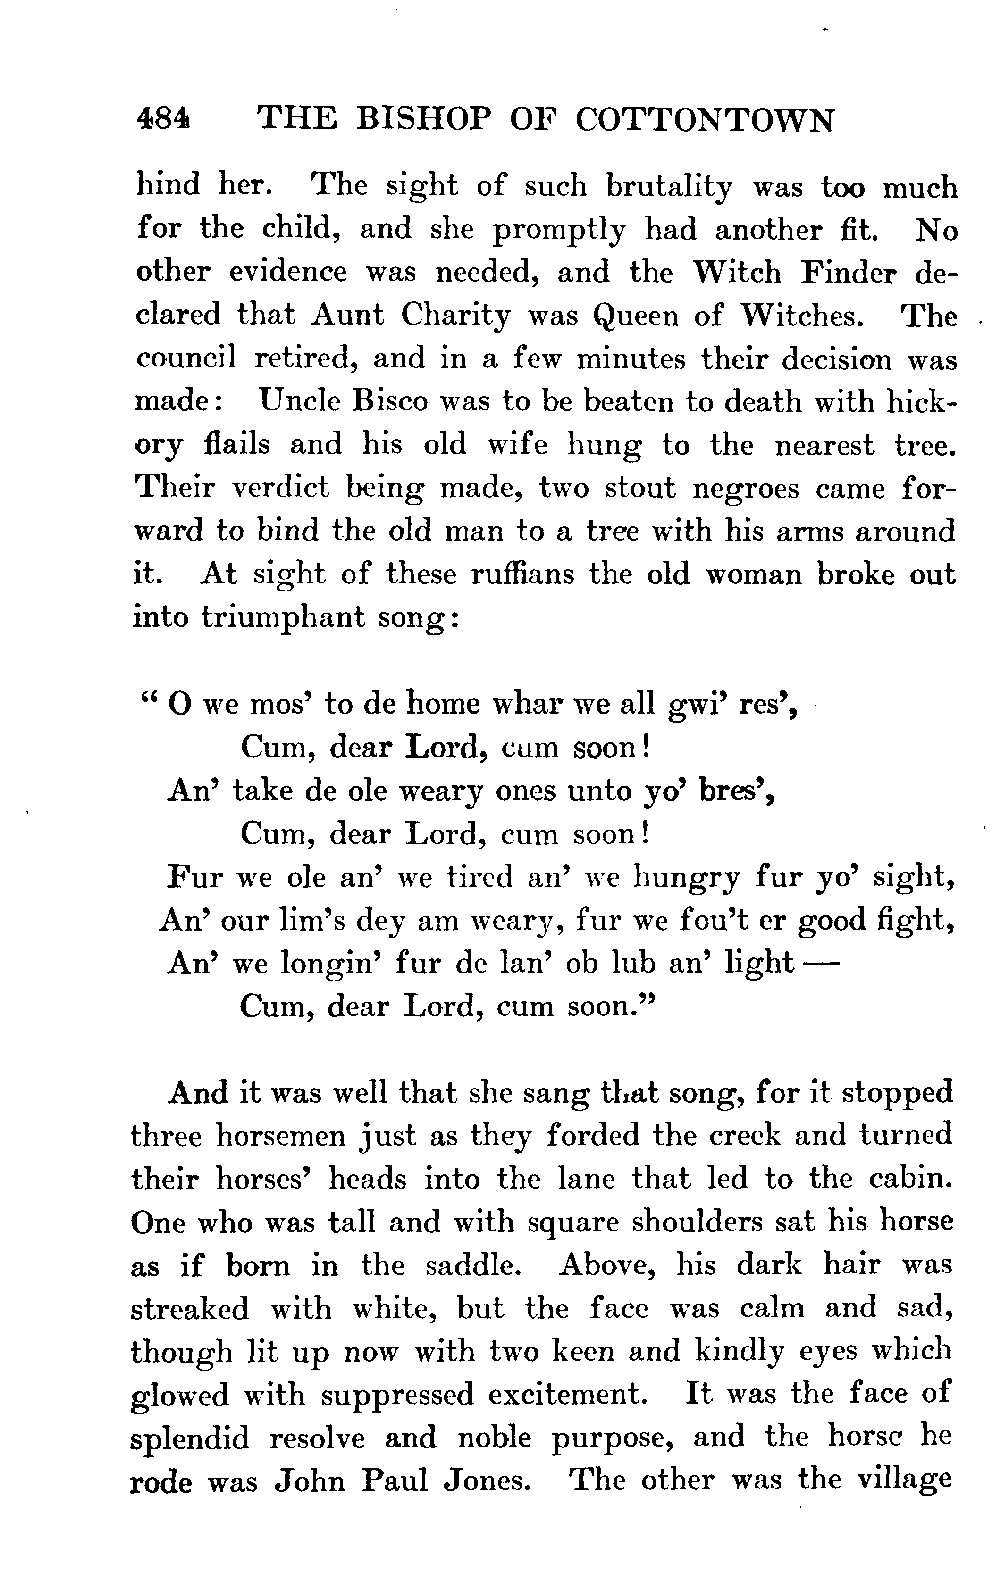 484 THE BISHOP OF COTTONTOWN
hind her. The sight of such brutality was too much
for the child, and she promptly had another fit. No
other evidence was needed, and the Witch Finder de-
clared that Aunt Charity was Queen of Witches. The
council retired, and in a few minutes their decision was
made: Uncle Bisco was to be beaten to death with hick-
ory flails and his old wife hung to the nearest tree.
Their verdict being made, two stout negroes came for-
ward to bind the old man to a tree with his arms around
it. At sight of these ruffians the old woman broke out
into triumphant song:
“ O we mos’ to de home whar we all gwi’ res’,
Cum, dear Lord, cum soon!
An’ take de ole weary ones unto yo’ bres’,
Cum, dear Lord, cum soon!
Fur we ole an’ we tired an’ we hungry fur yo’ sight,
An’ our lim’s dey am weary, fur we fou’t er good fight,
An’ we longin’ fur de lan’ ob lub an’ light —
Cum, dear Lord, cum soon.”
And it was well that she sang that song, for it stopped
three horsemen just as they forded the creek and turned
their horses’ heads into the lane that led to the cabin.
One who was tall and with square shoulders sat his horse
as if born in the saddle. Above, his dark hair was
streaked with white, but the face was calm and sad,
though lit up now with two keen and kindly eyes which
glowed with suppressed excitement. It was the face of
splendid resolve and noble purpose, and the horse he
rode was John Paul Jones. The other was the village